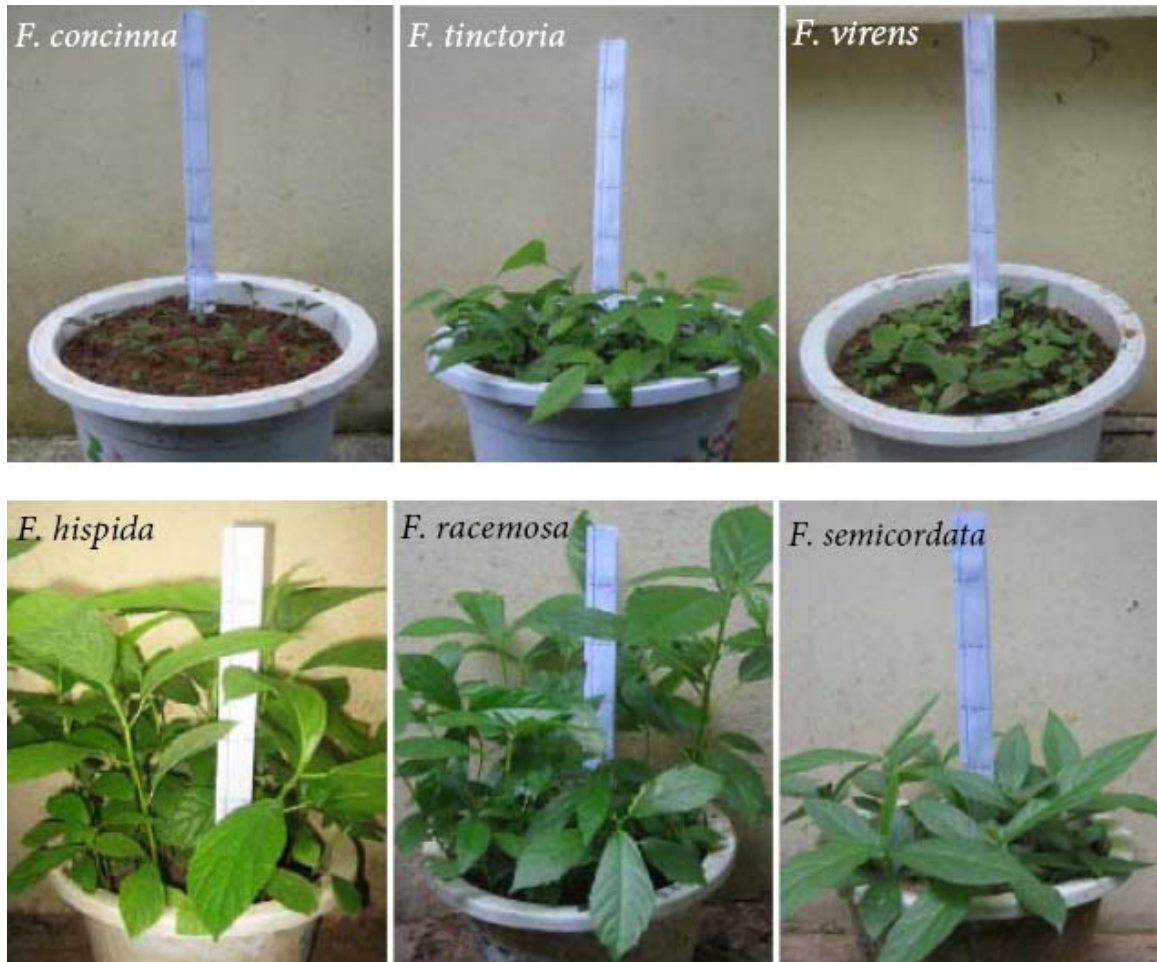 F. concinna
F. tinctoria
F. virens
F. hispida
F. racemosa
F. semicordata